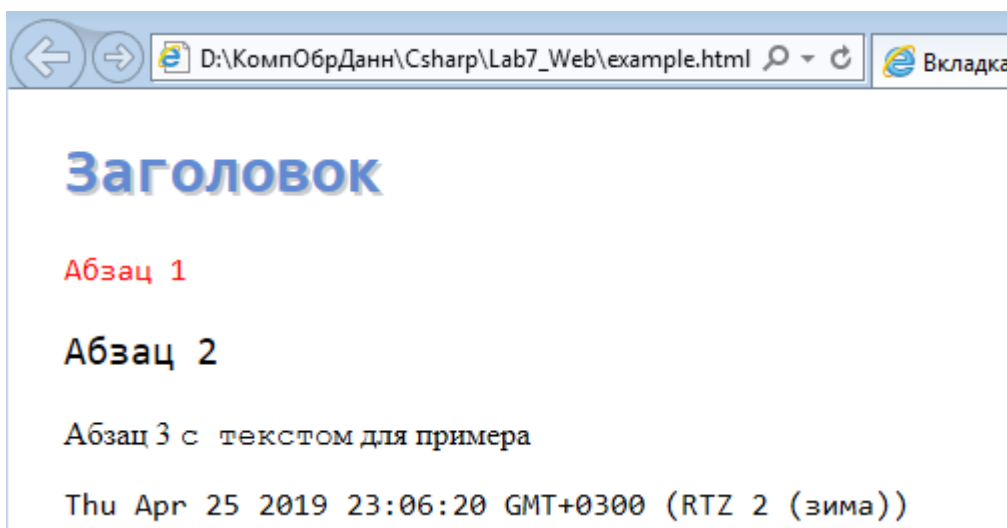 D:\КомпОбрДанн\Csharp\Lab7_Web\example.html
Вкладка
Заголовок
Абзац 1
Абзац 2
Абзац 3 с текстом для примера
Thu Apr 25 2019 23:06:20 GMT+0300 (RTZ 2 (зима))